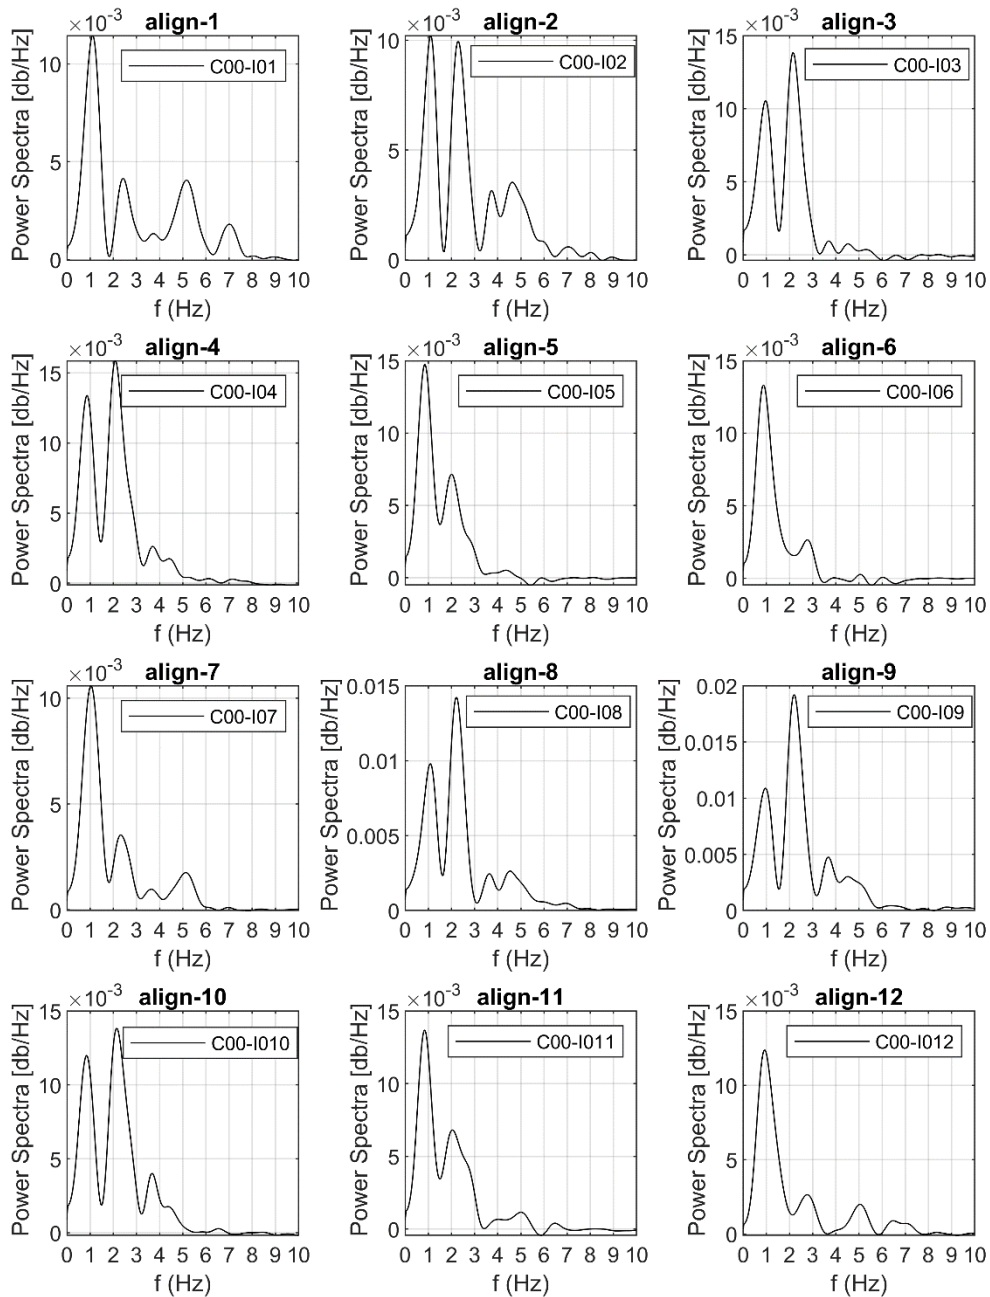 ×10-3
align-1
Power Spectra [db/Hz]
10
5
0
C00-I01
0 1 2 3 4 5 6 7 8 9 10
f (Hz)
×10-3
align-2
Power Spectra [db/Hz]
10
5
0
C00-I02
0 1 2 3 4 5 6 7 8 9 10
f (Hz)
×10-3
align-3
Power Spectra [db/Hz]
15
10
5
0
C00-I03
0 1 2 3 4 5 6 7 8 9 10
f (Hz)
×10-3
align-4
Power Spectra [db/Hz]
15
10
5
0
C00-I04
0 1 2 3 4 5 6 7 8 9 10
f (Hz)
×10-3
align-5
Power Spectra [db/Hz]
15
10
5
0
C00-I05
0 1 2 3 4 5 6 7 8 9 10
f (Hz)
×10-3
align-6
Power Spectra [db/Hz]
15
10
5
0
C00-I06
0 1 2 3 4 5 6 7 8 9 10
f (Hz)
×10-3
align-7
Power Spectra [db/Hz]
10
5
0
C00-I07
0 1 2 3 4 5 6 7 8 9 10
f (Hz)
align-8
Power Spectra [db/Hz]
0.015
0.01
0.005
0
C00-I08
0 1 2 3 4 5 6 7 8 9 10
f (Hz)
align-9
Power Spectra [db/Hz]
0.02
0.015
0.01
0.005
0
C00-I09
0 1 2 3 4 5 6 7 8 9 10
f (Hz)
×10-3
align-10
Power Spectra [db/Hz]
15
10
5
0
C00-I010
0 1 2 3 4 5 6 7 8 9 10
f (Hz)
×10-3
align-11
Power Spectra [db/Hz]
15
10
5
0
C00-I011
0 1 2 3 4 5 6 7 8 9 10
f (Hz)
×10-3
align-12
Power Spectra [db/Hz]
15
10
5
0
C00-I012
0 1 2 3 4 5 6 7 8 9 10
f (Hz)